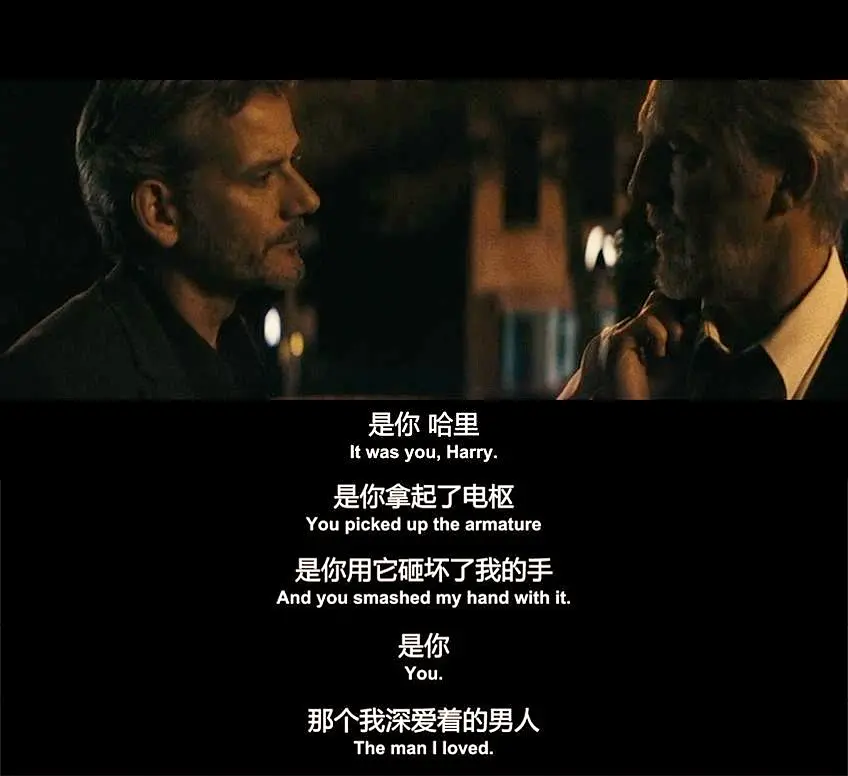 是你 哈里
It was you, Harry.
是你拿起了电枢
You picked up the armature
是你用它砸坏了我的手
And you smashed my hand with it.
是你
You.
那个我深爱着的男人
The man I loved.